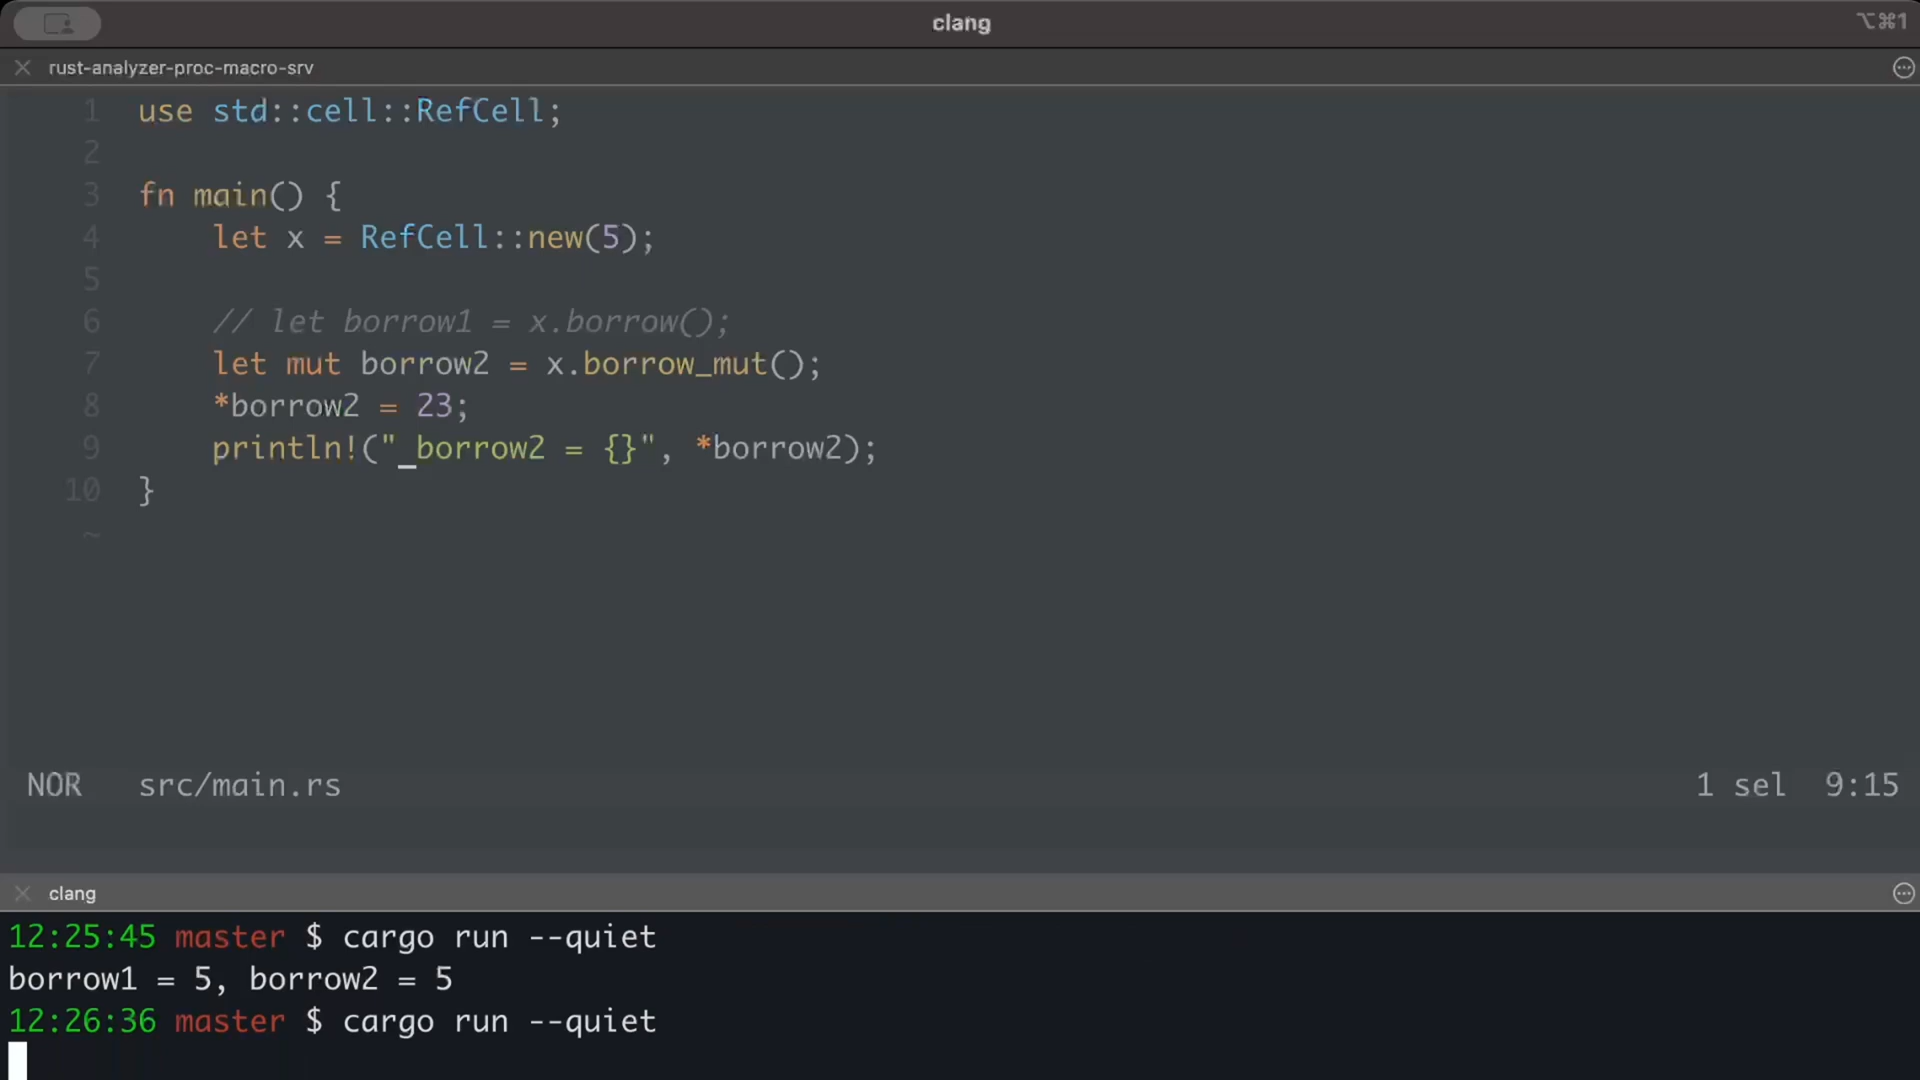 clang
⌥⌘1
rust-analyzer-proc-macro-srv
1 use std::cell::RefCell;
2
3 fn main() {
4     let x = RefCell::new(5);
5
6     // let borrow1 = x.borrow();
7     let mut borrow2 = x.borrow_mut();
8     *borrow2 = 23;
9     println!(" borrow2 = {}", *borrow2);
10 }
~
NOR src/main.rs 1 sel 9:15
clang
12:25:45 master $ cargo run --quiet
borrow1 = 5, borrow2 = 5
12:26:36 master $ cargo run --quiet